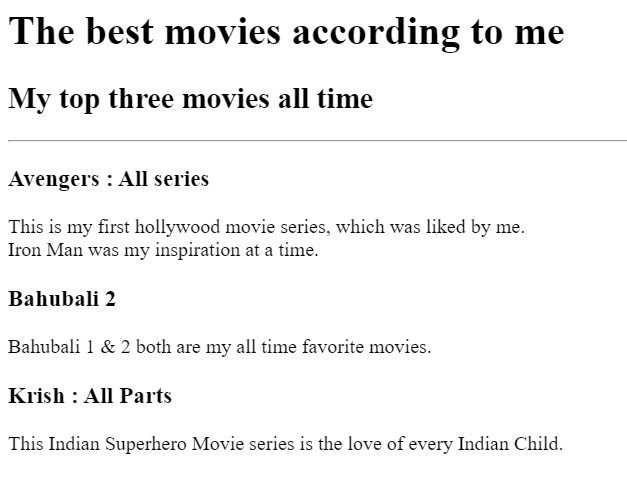 The best movies according to me
My top three movies all time
Avengers : All series
This is my first hollywood movie series, which was liked by me.
Iron Man was my inspiration at a time.
Bahubali 2
Bahubali 1 & 2 both are my all time favorite movies.
Krish : All Parts
This Indian Superhero Movie series is the love of every Indian Child.